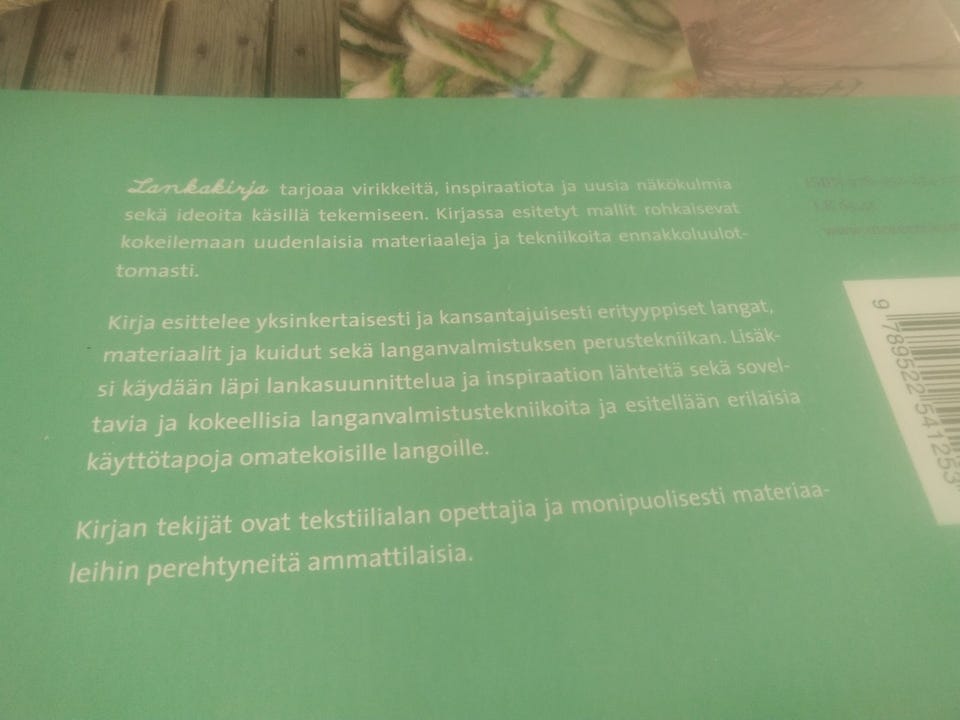 Lankakirja tarjoaa virikkeitä, inspiraatiota ja uusia näkökulmia
sekä ideoita käsillä tekemiseen. Kirjassa esitetyt mallit rohkaisevat
kokeilemaan uudenlaisia materiaaleja ja tekniikoita ennakkoluulot-
tomasti.
Kirja esittelee yksinkertaisesti ja kansantajuisesti erityyppiset langat,
materiaalit ja kuidut sekä langanvalmistuksen perustekniikan. Lisäk-
si käydään läpi lankasuunnittelua ja inspiraation lähteitä sekä sovel-
tavia ja kokeellisia langanvalmistustekniikoita ja esitellään erilaisia
käyttötapoja omatekoisille langoille.
Kirjan tekijät ovat tekstiilialan opettajia ja monipuolisesti materiaa-
leihin perehtyneitä ammattilaisia.
9 789522 541253